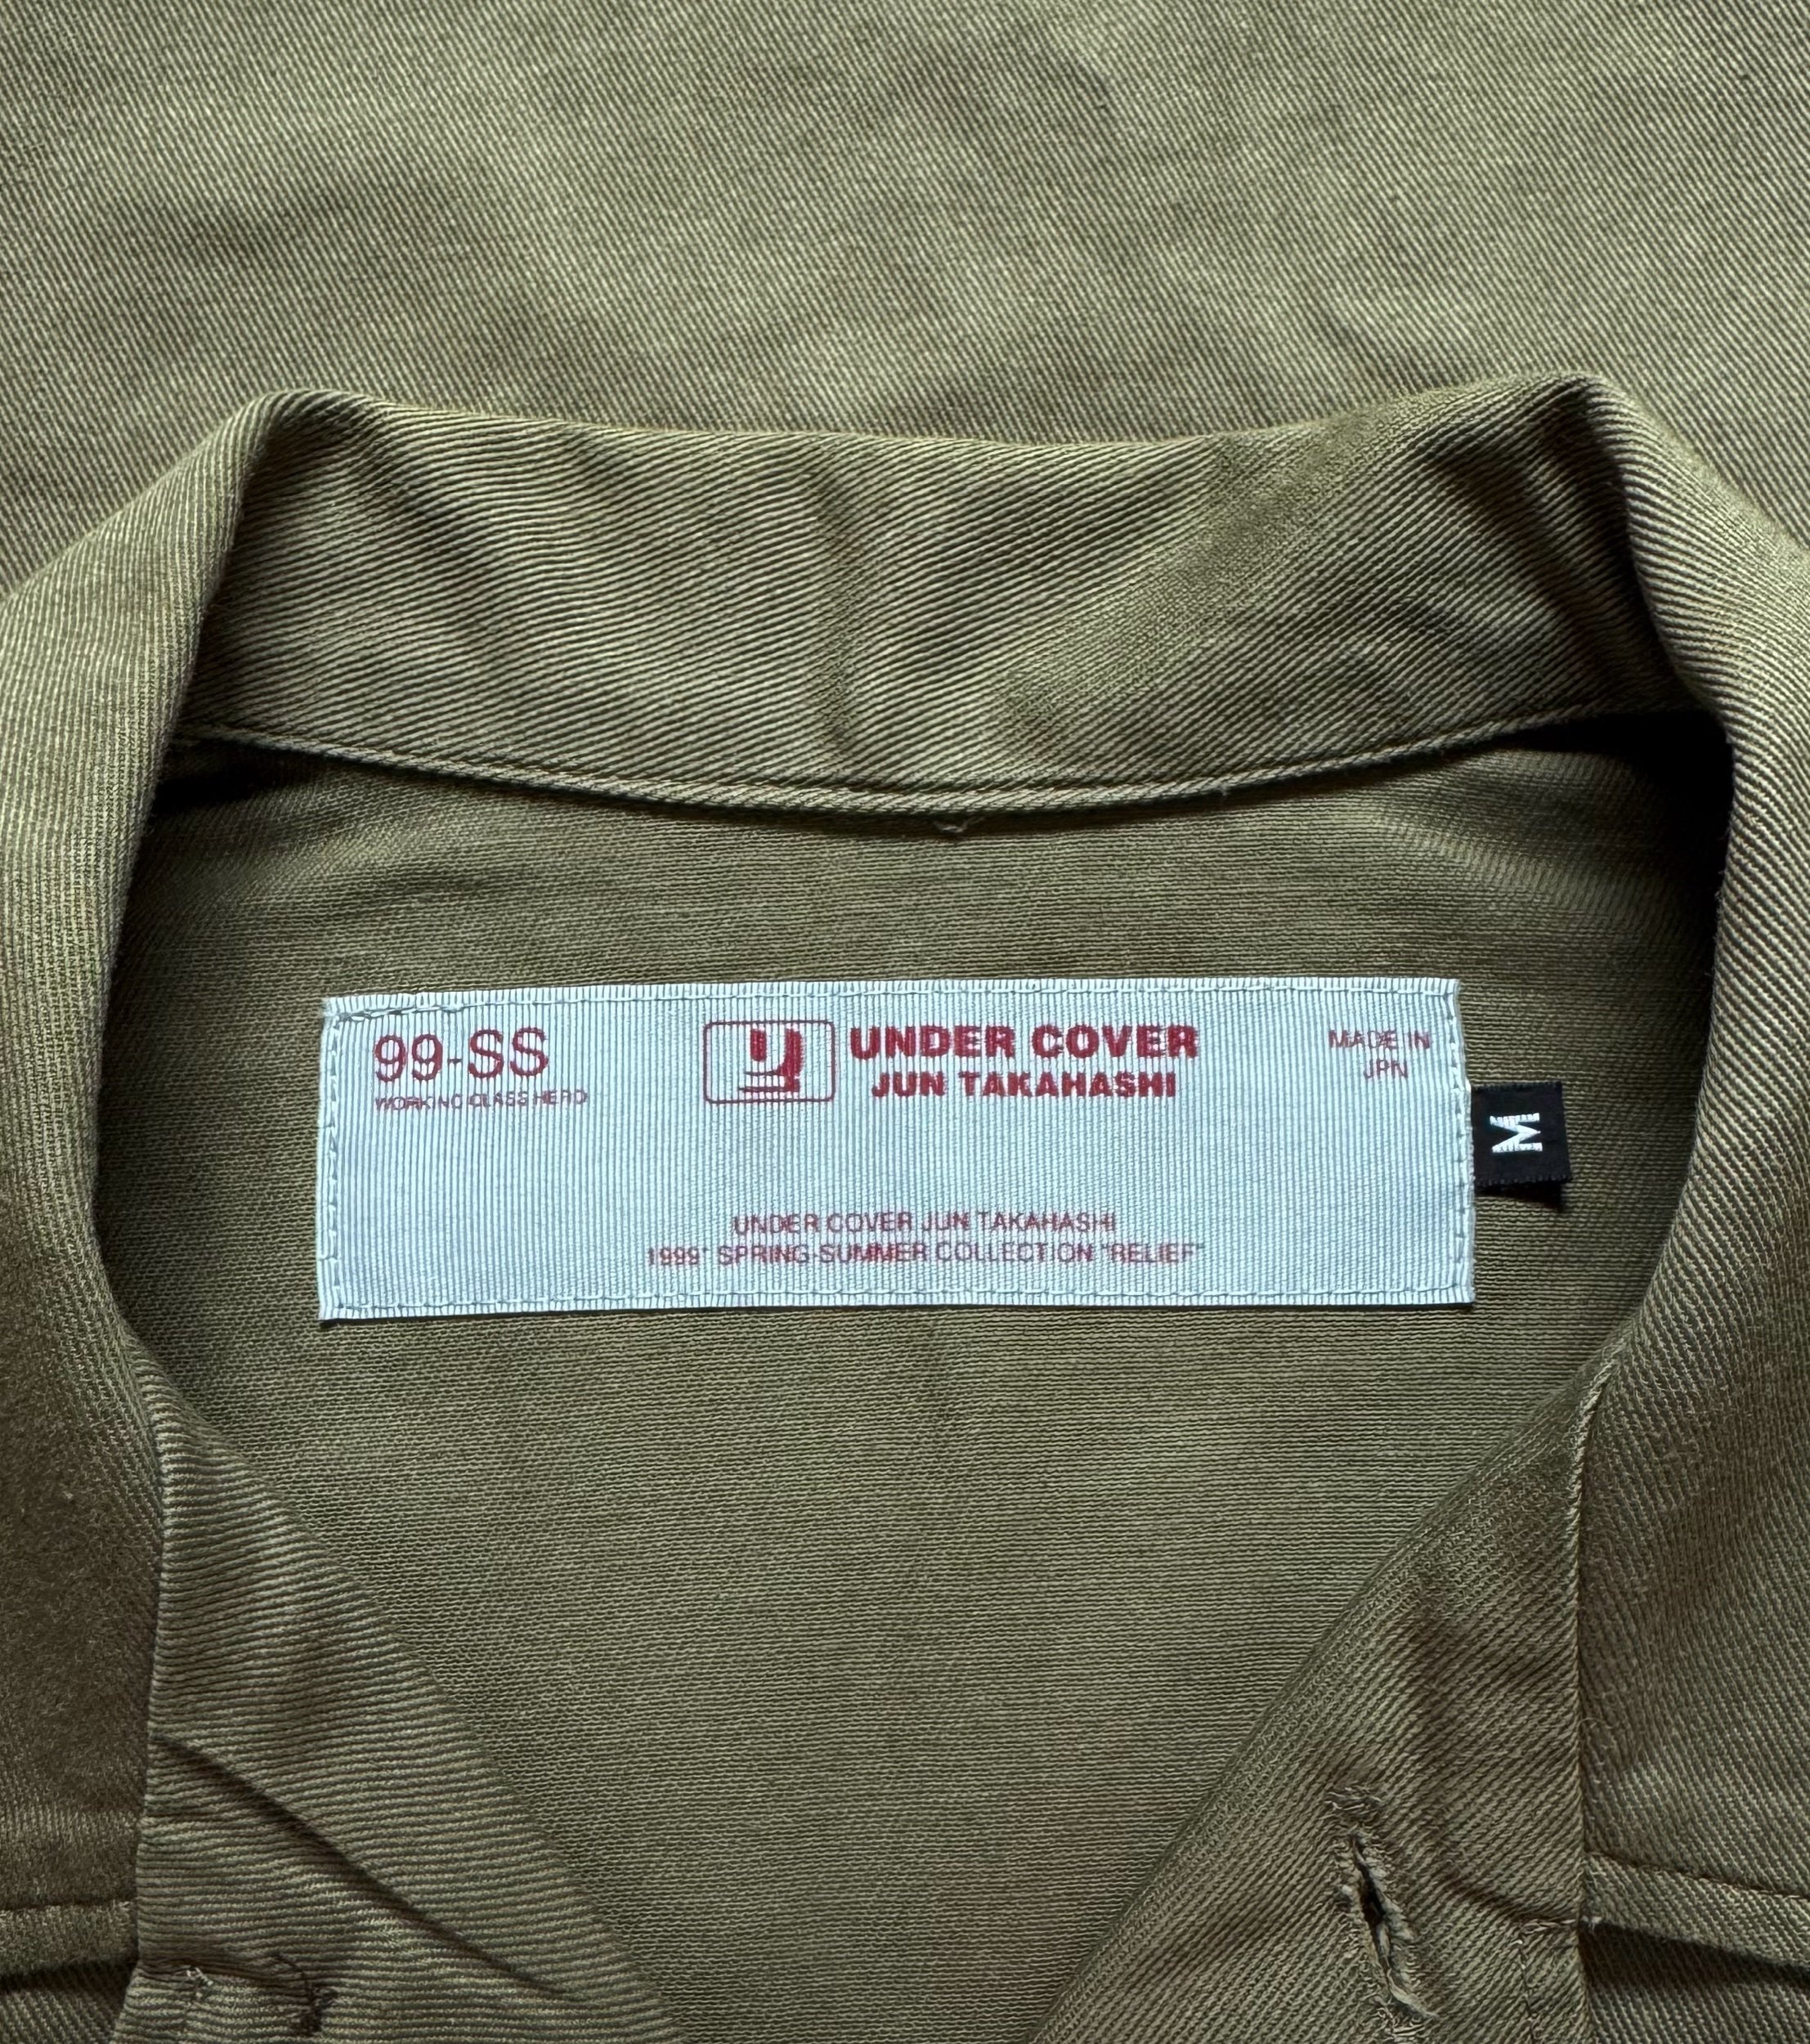 99-SS
WORKING CLASS HERO
U UNDER COVER
JUN TAKAHASHI
MADE IN
JPN
M
UNDER COVER JUN TAKAHASHI
1999' SPRING-SUMMER COLLECTION "RELIEF"